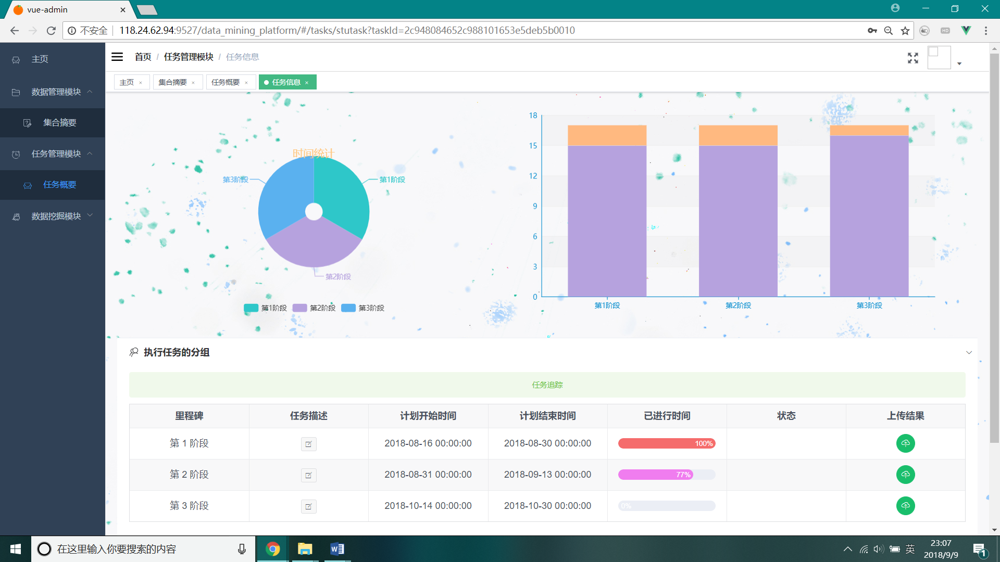 vue-admin
不安全
118.24.62.94:9527/data_mining_platform/#/tasks/stutask?taskId=2c948084652c988101653e5deb5b0010
HD
主页
数据管理模块
集合摘要
任务管理模块
任务概要
数据挖掘模块
首页 / 任务管理模块 / 任务信息
主页 × 集合摘要 × 任务概要 × 任务信息 ×
时间统计
第3阶段
第1阶段
第2阶段
第1阶段 第2阶段 第3阶段
18
15
12
9
6
3
0
第1阶段 第2阶段 第3阶段
执行任务的分组
任务追踪
里程碑 任务描述 计划开始时间 计划结束时间 已进行时间 状态 上传结果
第 1 阶段 2018-08-16 00:00:00 2018-08-30 00:00:00 100%
第 2 阶段 2018-08-31 00:00:00 2018-09-13 00:00:00 77%
第 3 阶段 2018-10-14 00:00:00 2018-10-30 00:00:00 0%
在这里输入你要搜索的内容
英
23:07
2018/9/9
1